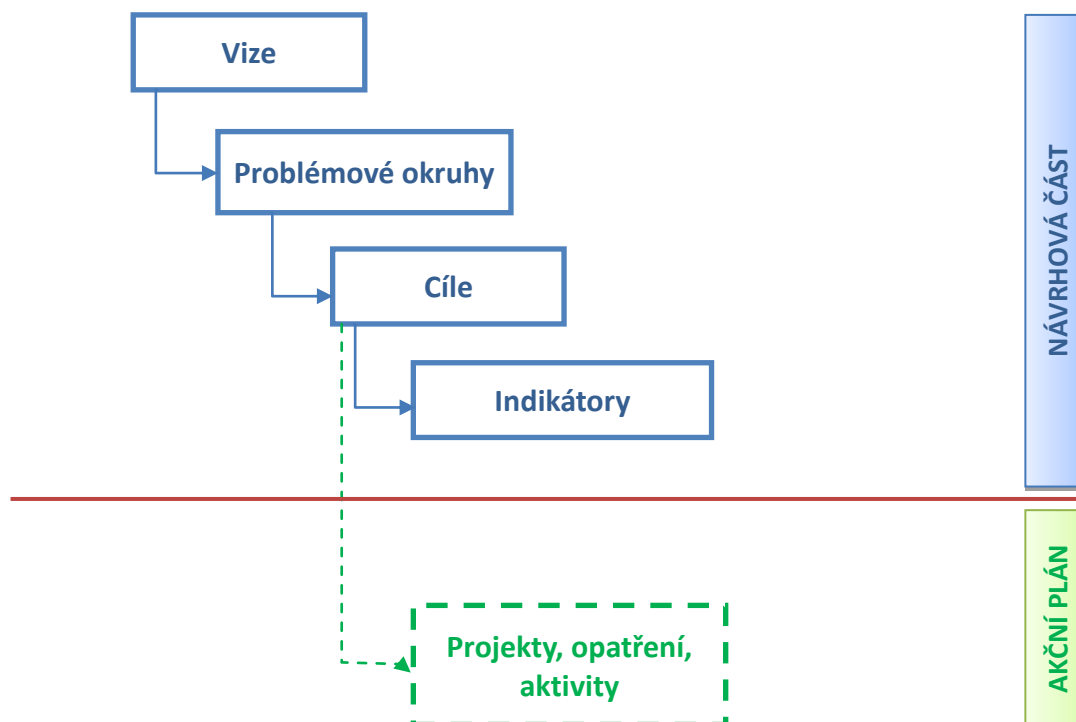 Vize
Problémové okruhy
Cíle
Indikátory
NÁVRHOVÁ ČÁST
Projekty, opatření,
aktivity
AKČNÍ PLÁN